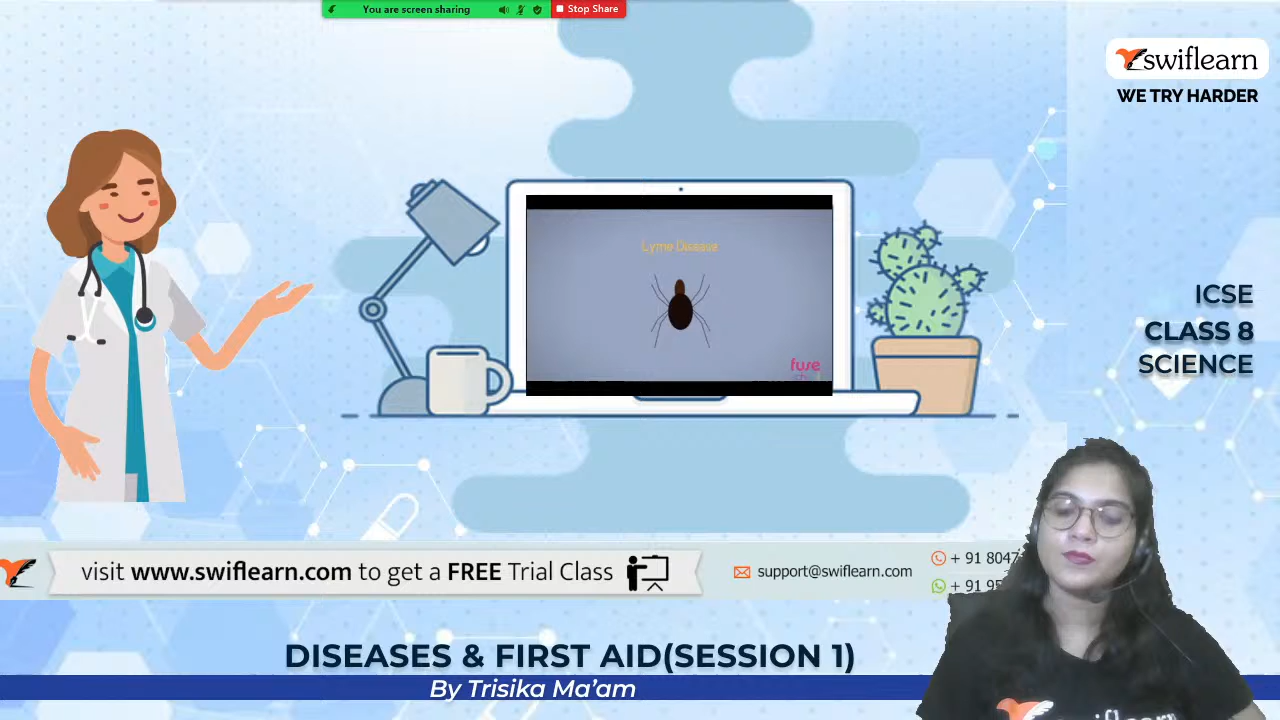 You are screen sharing
Stop Share
swiflearn
WE TRY HARDER
Lyme Disease
fuse
ICSE
CLASS 8
SCIENCE
visit www.swiflearn.com to get a FREE Trial Class
support@swiflearn.com
+ 91 8047
+ 91
DISEASES & FIRST AID(SESSION 1)
By Trisika Ma'am
swiflearn